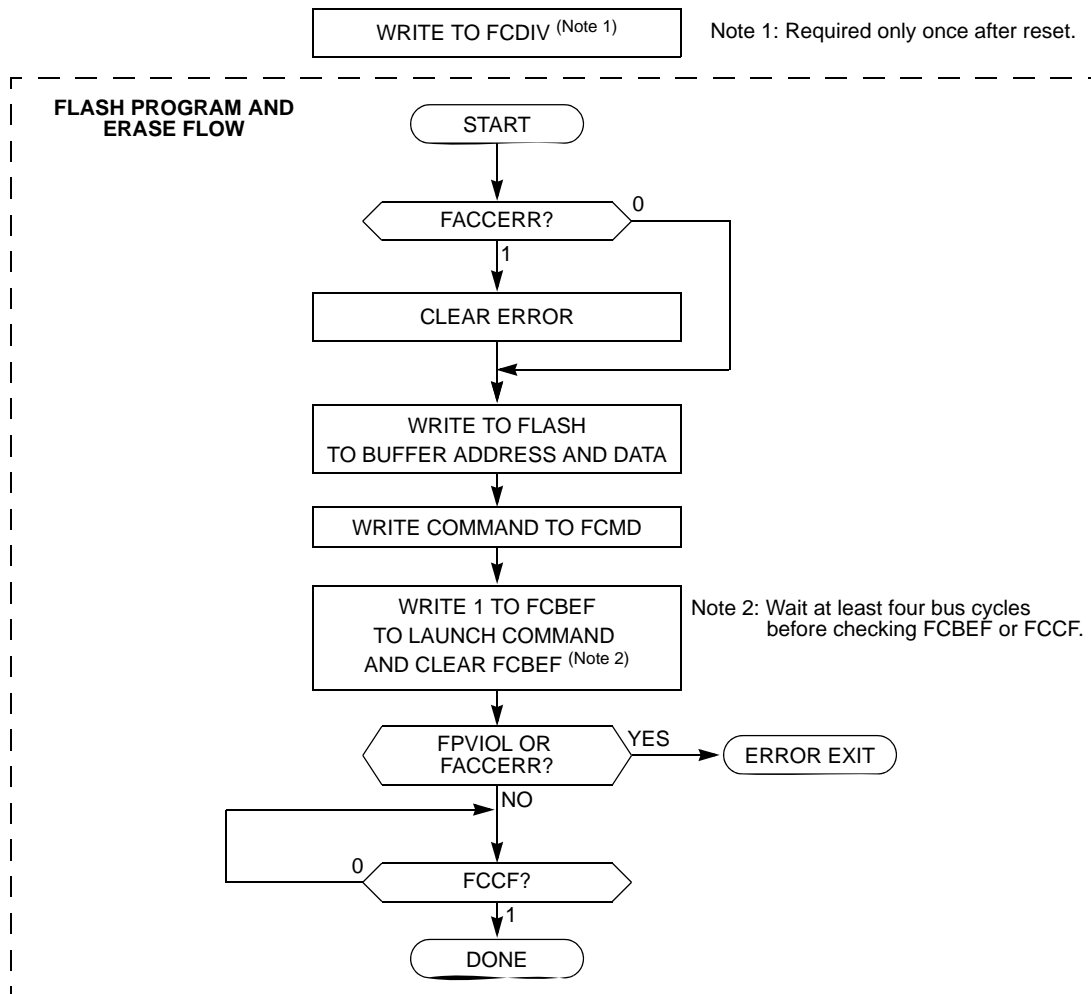 WRITE TO FCDIV (Note 1)
Note 1: Required only once after reset.
FLASH PROGRAM AND
ERASE FLOW
START
FACCERR?
0
1
CLEAR ERROR
WRITE TO FLASH
TO BUFFER ADDRESS AND DATA
WRITE COMMAND TO FCMD
WRITE 1 TO FCBEF
TO LAUNCH COMMAND
AND CLEAR FCBEF (Note 2)
Note 2: Wait at least four bus cycles
before checking FCBEF or FCCF.
FPVIOL OR
FACCERR?
YES
ERROR EXIT
NO
0
FCCF?
1
DONE